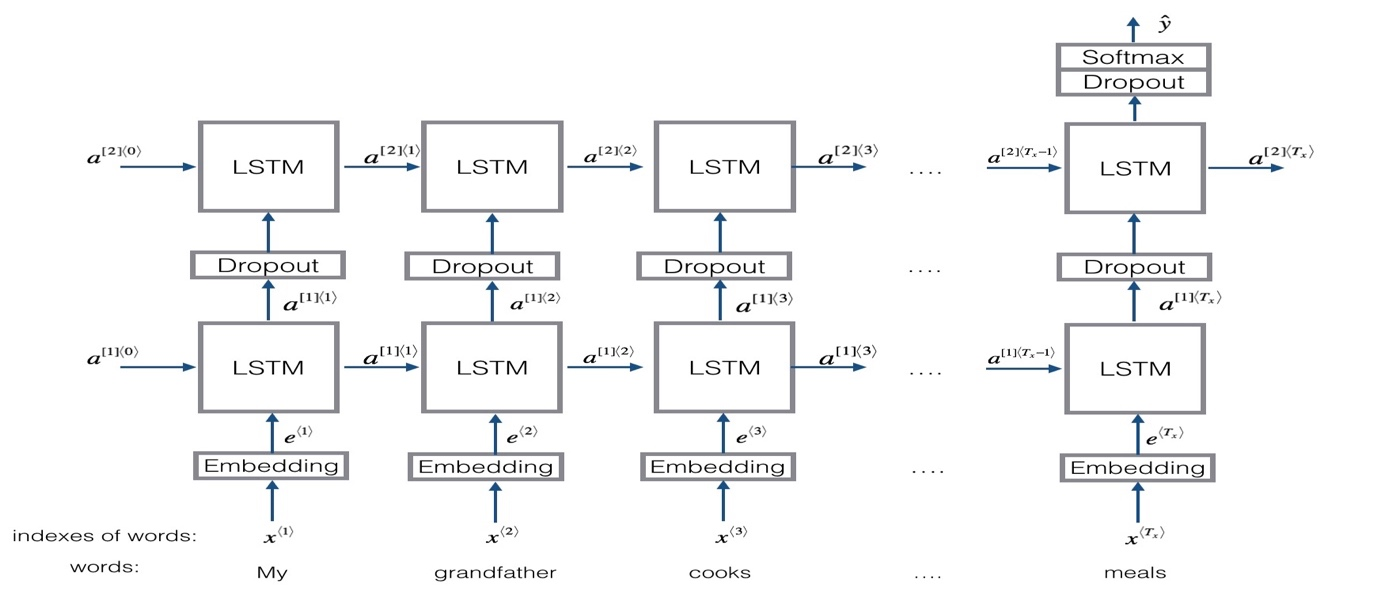 ŷ
Softmax
Dropout
a^[2]⟨0⟩ LSTM a^[2]⟨1⟩ LSTM a^[2]⟨2⟩ LSTM a^[2]⟨3⟩ .... a^[2]⟨Tₓ−1⟩ LSTM a^[2]⟨Tₓ⟩
Dropout Dropout Dropout .... Dropout
a^[1]⟨1⟩ a^[1]⟨2⟩ a^[1]⟨3⟩ a^[1]⟨Tₓ⟩
a^[1]⟨0⟩ LSTM a^[1]⟨1⟩ LSTM a^[1]⟨2⟩ LSTM a^[1]⟨3⟩ .... a^[1]⟨Tₓ−1⟩ LSTM
e^⟨1⟩ e^⟨2⟩ e^⟨3⟩ e^⟨Tₓ⟩
Embedding Embedding Embedding .... Embedding
indexes of words: x^⟨1⟩ x^⟨2⟩ x^⟨3⟩ x^⟨Tₓ⟩
words: My grandfather cooks .... meals